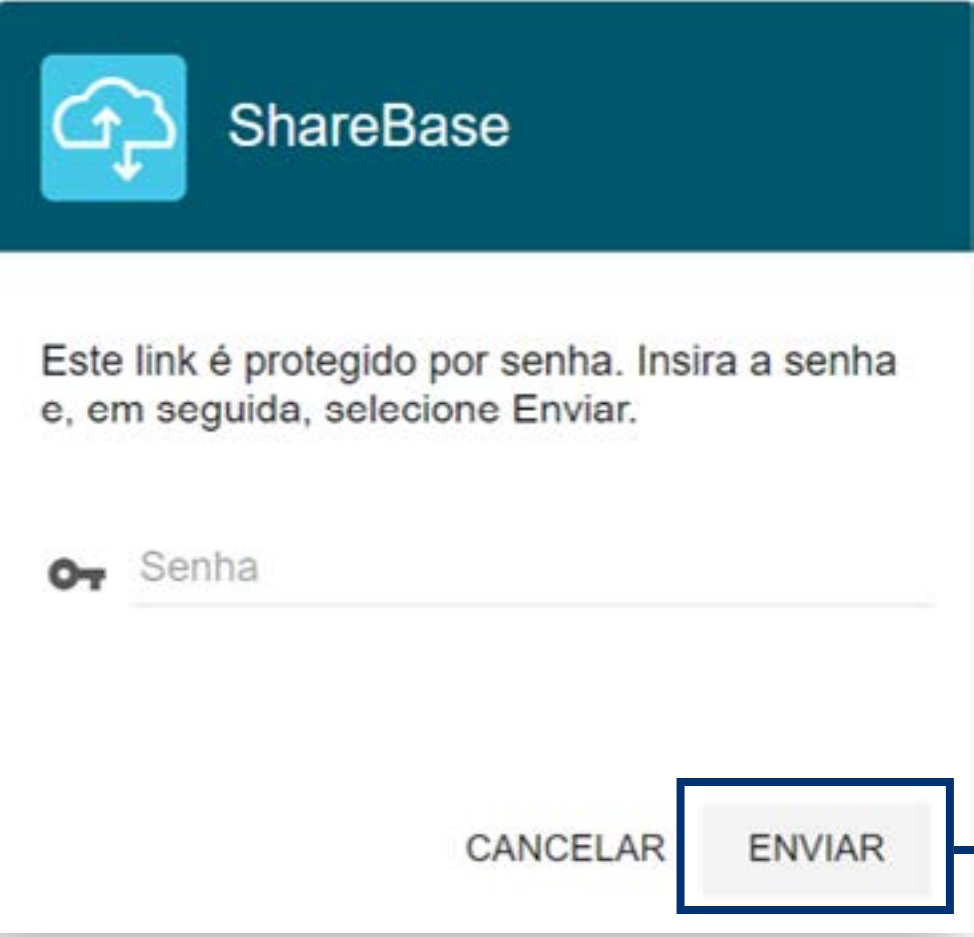 ShareBase
Este link é protegido por senha. Insira a senha
e, em seguida, selecione Enviar.
Senha
CANCELAR ENVIAR